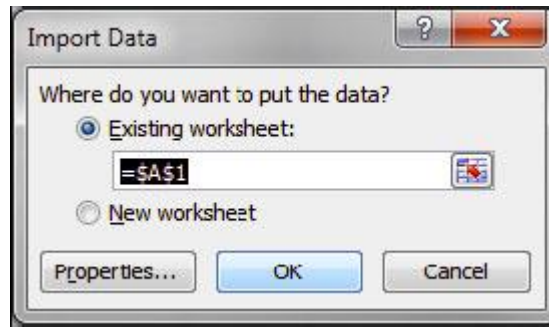 Import Data
Where do you want to put the data?
Existing worksheet:
=$A$1
New worksheet
Properties... OK Cancel